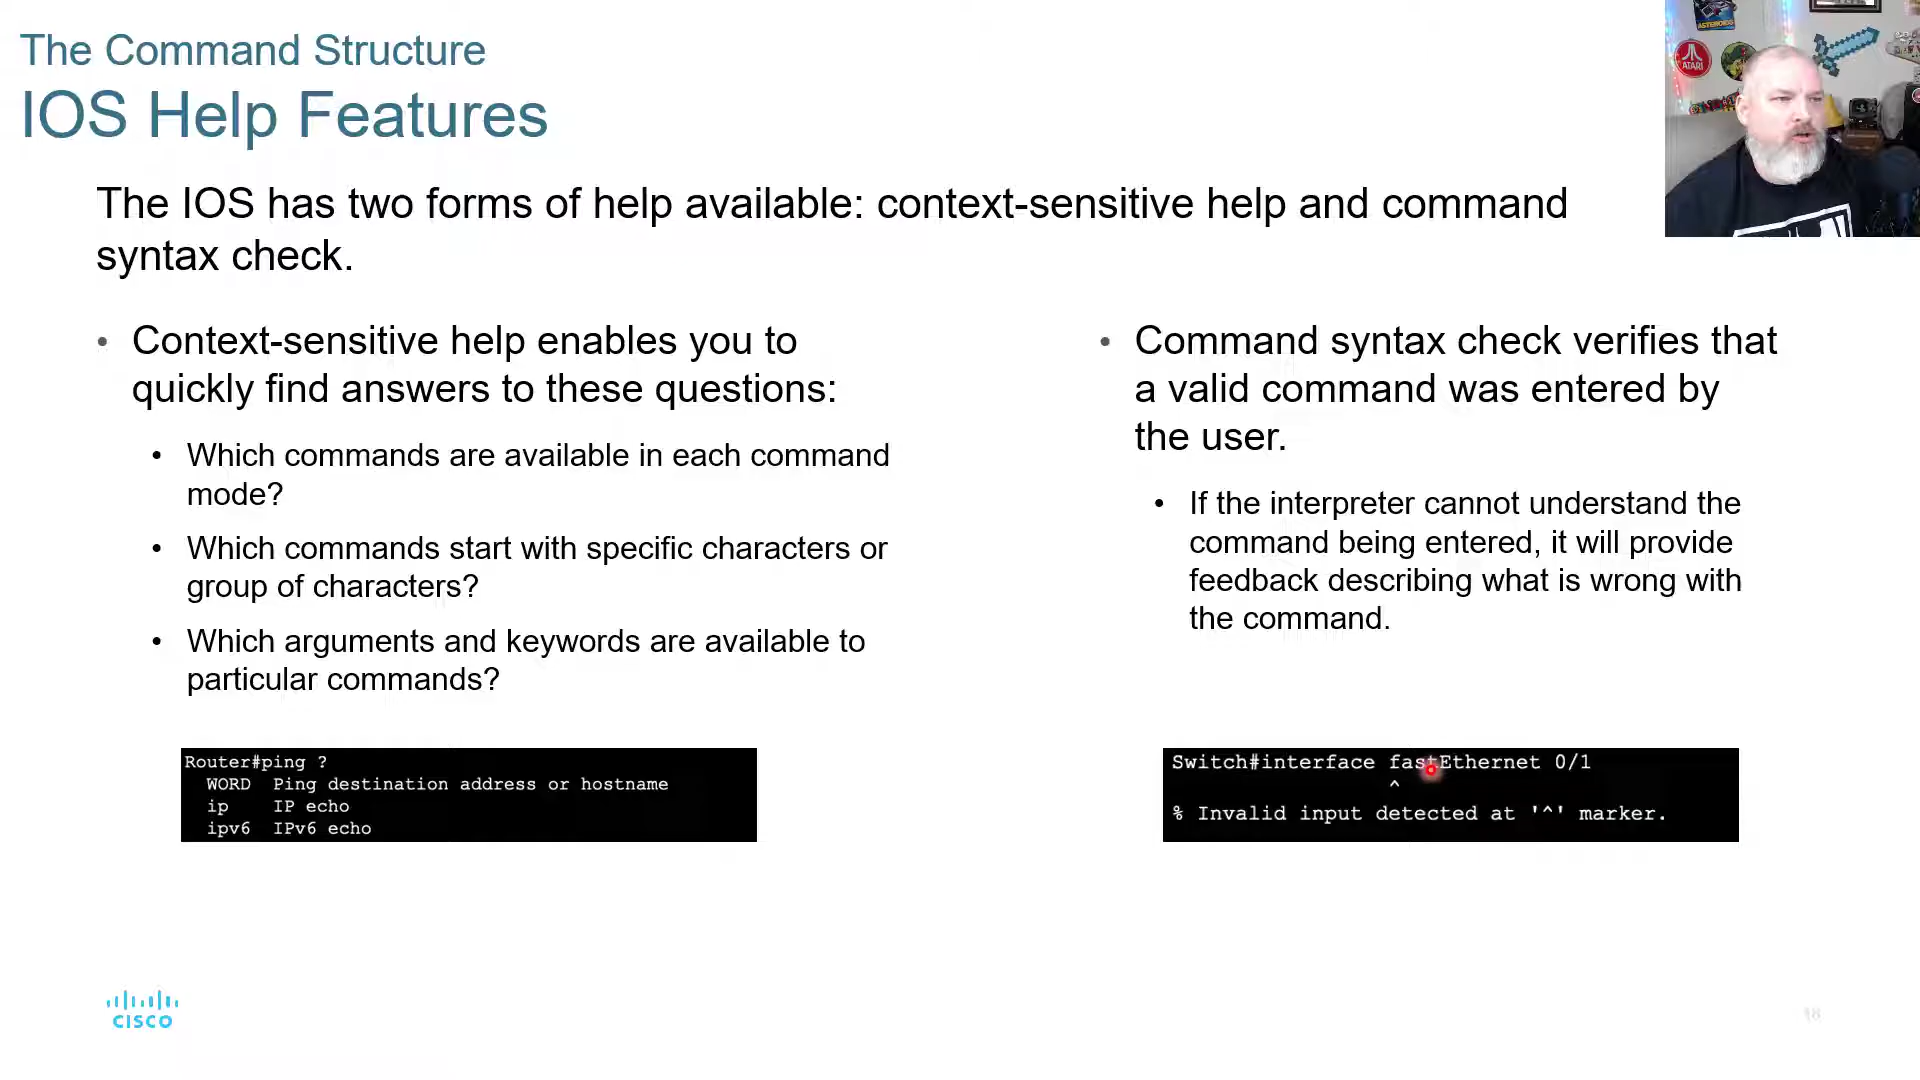 The Command Structure
IOS Help Features
The IOS has two forms of help available: context-sensitive help and command
syntax check.
• Context-sensitive help enables you to
quickly find answers to these questions:
• Which commands are available in each command
mode?
• Which commands start with specific characters or
group of characters?
• Which arguments and keywords are available to
particular commands?
Router#ping ?
WORD Ping destination address or hostname
ip IP echo
ipv6 IPv6 echo
• Command syntax check verifies that
a valid command was entered by
the user.
• If the interpreter cannot understand the
command being entered, it will provide
feedback describing what is wrong with
the command.
Switch#interface fastEthernet 0/1
^
% Invalid input detected at '^' marker.
CISCO
18
ASTEROIDS
ATARI